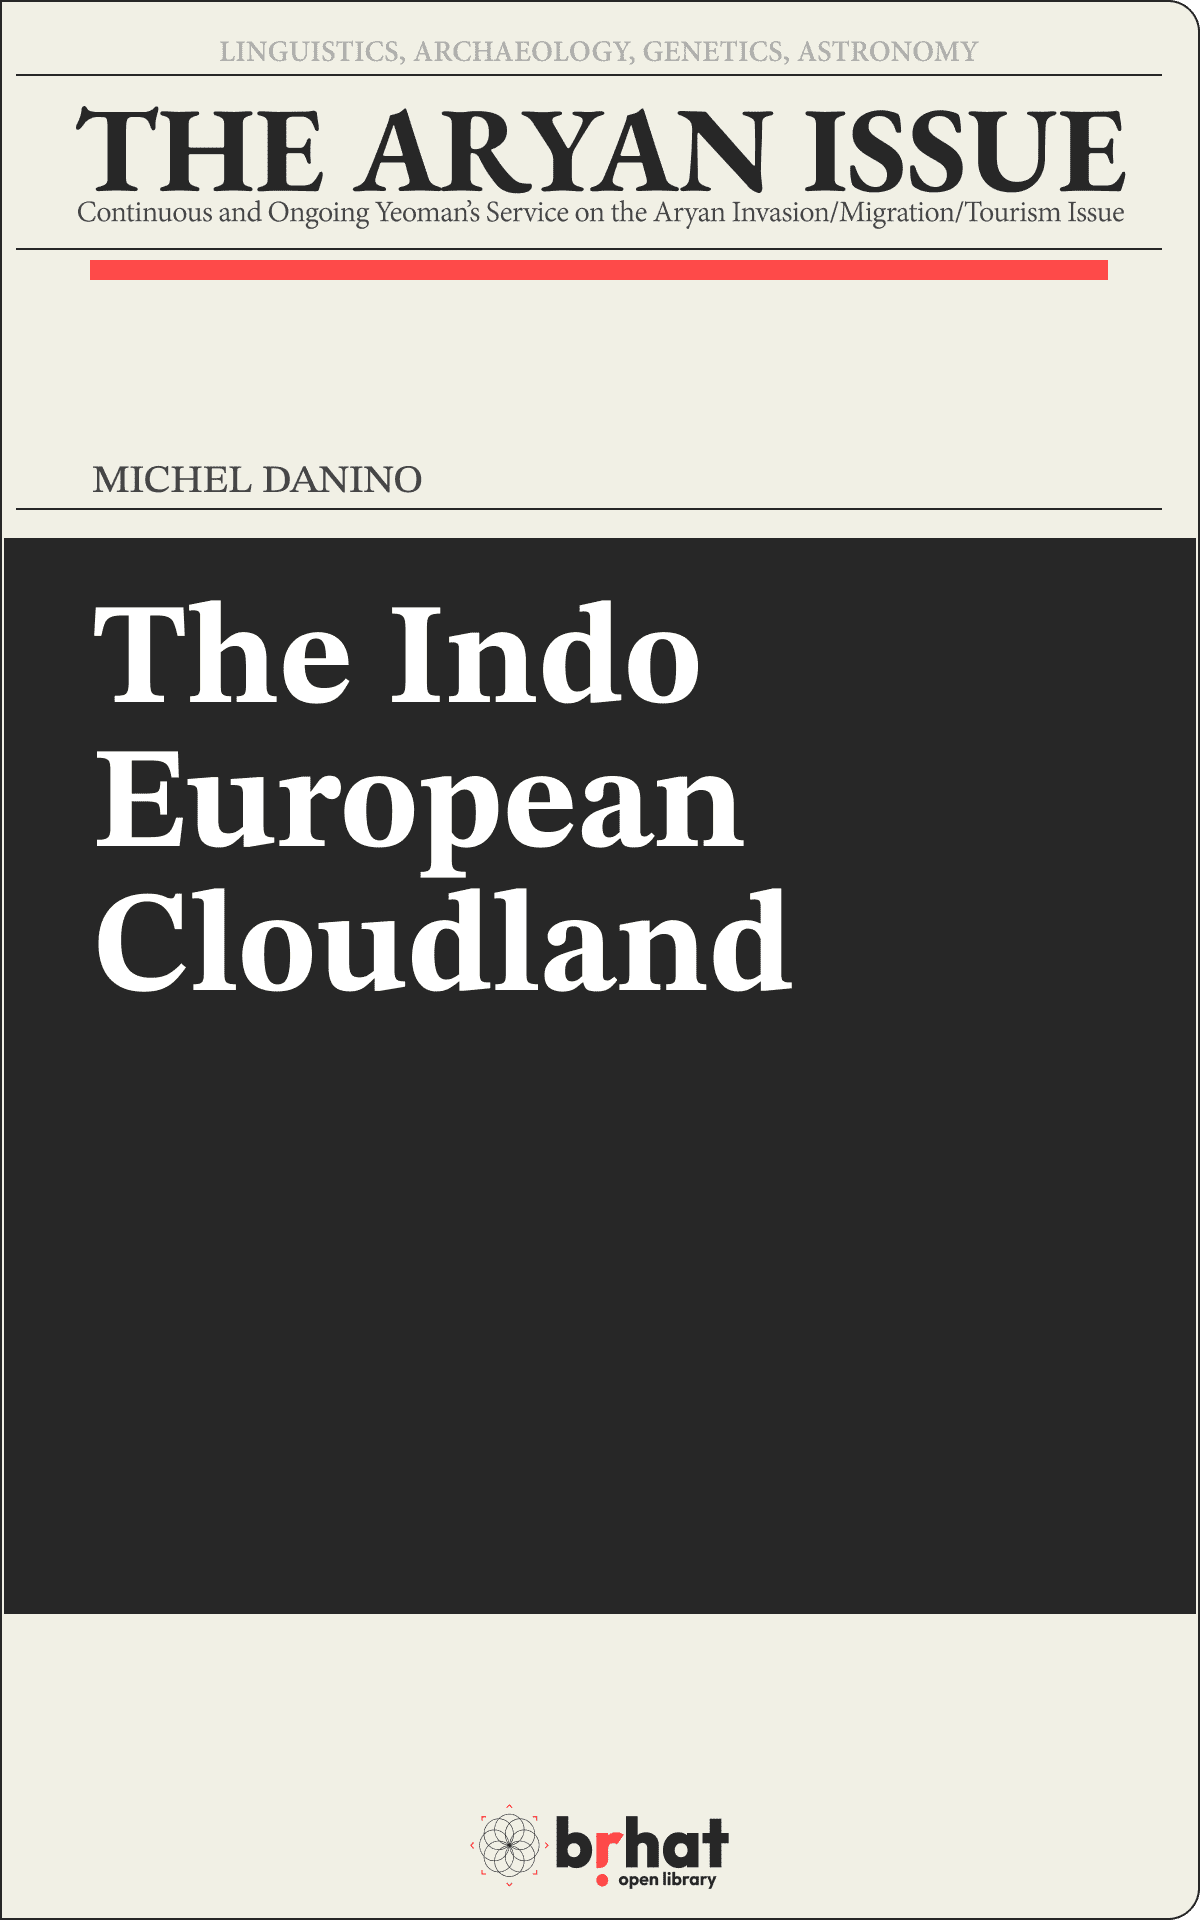 LINGUISTICS, ARCHAEOLOGY, GENETICS, ASTRONOMY
THE ARYAN ISSUE
Continuous and Ongoing Yeoman's Service on the Aryan Invasion/Migration/Tourism Issue
MICHEL DANINO
The Indo
European
Cloudland
bṛhat
open library